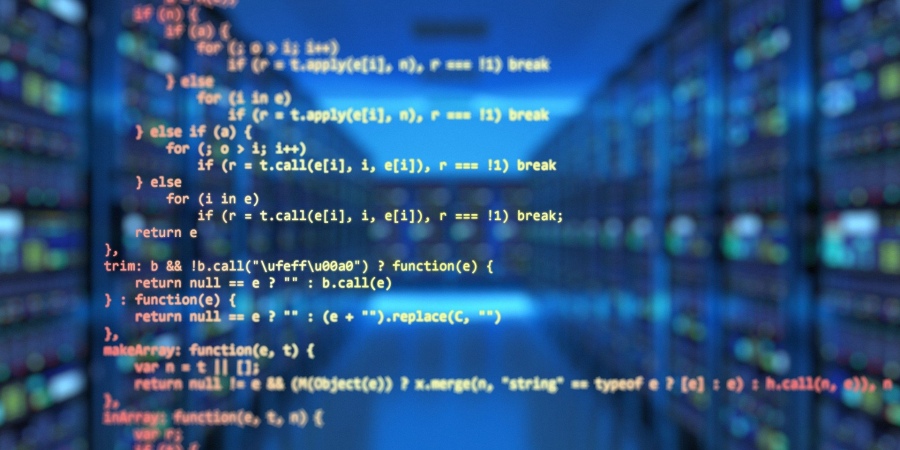 if (n) {
if (a) {
for (; o > i; i++)
if (r = t.apply(e[i], n), r === !1) break
} else
for (i in e)
if (r = t.apply(e[i], n), r === !1) break
} else if (a) {
for (; o > i; i++)
if (r = t.call(e[i], i, e[i]), r === !1) break
} else
for (i in e)
if (r = t.call(e[i], i, e[i]), r === !1) break;
return e
},
trim: b && !b.call("\ufeff\u00a0") ? function(e) {
return null == e ? "" : b.call(e)
} : function(e) {
return null == e ? "" : (e + "").replace(C, "")
},
makeArray: function(e, t) {
var n = t || [];
return null != e && (M(Object(e)) ? x.merge(n, "string" == typeof e ? [e] : e) : h.call(n, e)), n
},
inArray: function(e, t, n) {
var r;
if (t) {